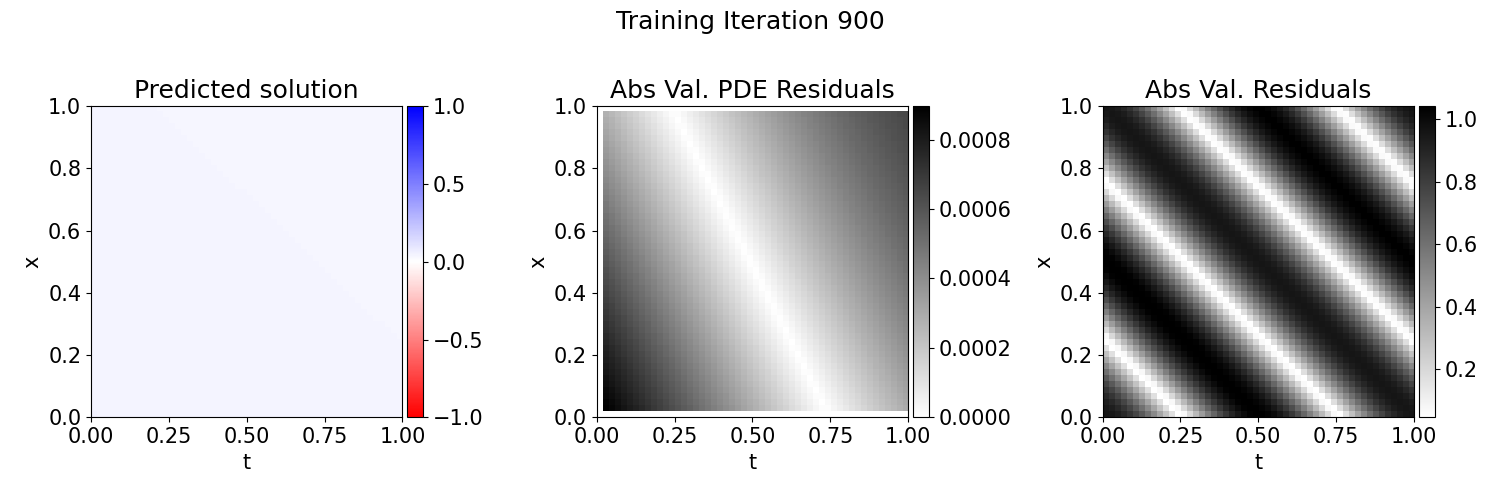 Training Iteration 900
Predicted solution
1.0
0.8
0.6
0.4
0.2
0.0
x
0.00 0.25 0.50 0.75 1.00
t
1.0
0.5
0.0
−0.5
−1.0
Abs Val. PDE Residuals
1.0
0.8
0.6
0.4
0.2
0.0
x
0.00 0.25 0.50 0.75 1.00
t
0.0008
0.0006
0.0004
0.0002
0.0000
Abs Val. Residuals
1.0
0.8
0.6
0.4
0.2
0.0
x
0.00 0.25 0.50 0.75 1.00
t
1.0
0.8
0.6
0.4
0.2